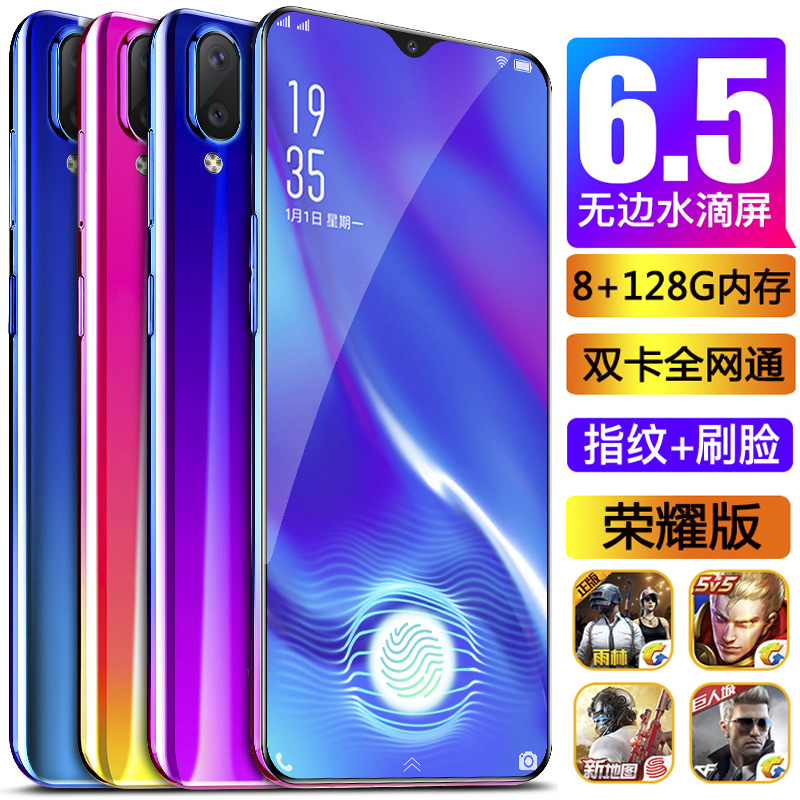 19
35
1月1日 星期一
6.5
无边水滴屏
8+128G内存
双卡全网通
指纹+刷脸
荣耀版
正版
雨林
5v5
新地图
巨人城
CF